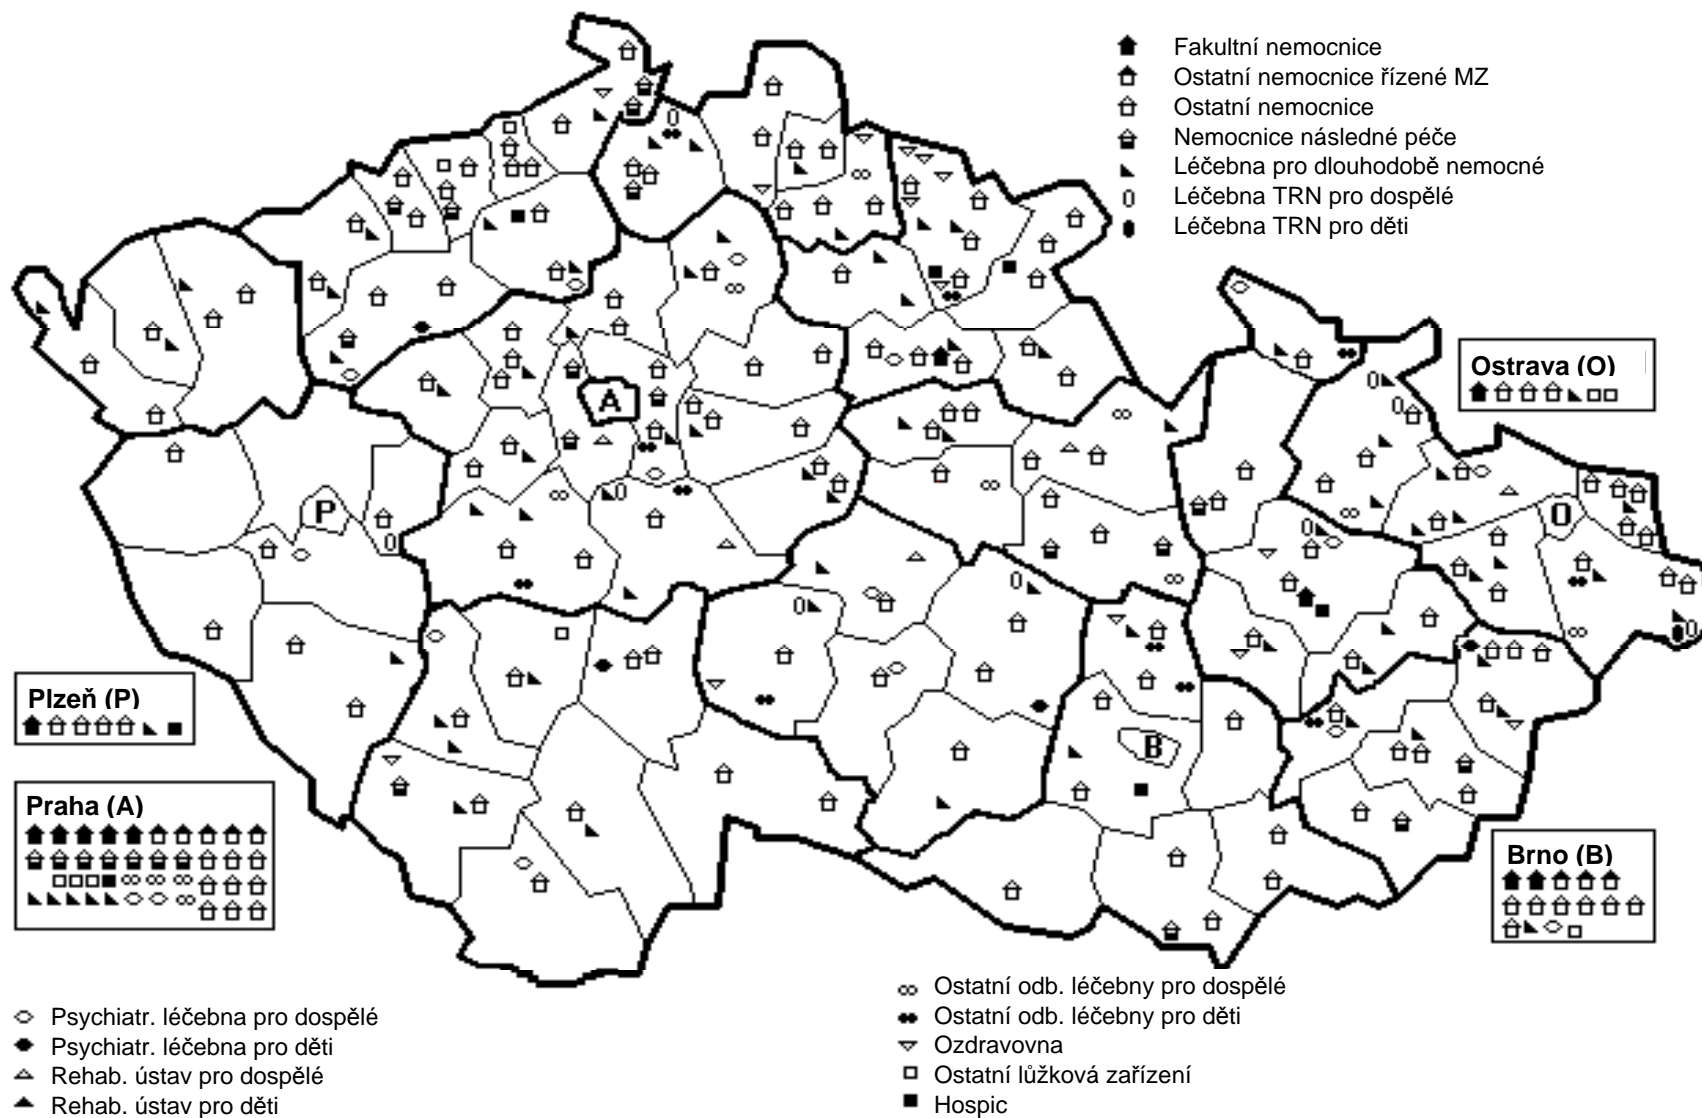 Fakultní nemocnice
Ostatní nemocnice řízené MZ
Ostatní nemocnice
Nemocnice následné péče
Léčebna pro dlouhodobě nemocné
Léčebna TRN pro dospělé
Léčebna TRN pro děti
Ostrava (O)
A
P
O
B
Plzeň (P)
Praha (A)
Brno (B)
Psychiatr. léčebna pro dospělé
Psychiatr. léčebna pro děti
Rehab. ústav pro dospělé
Rehab. ústav pro děti
Ostatní odb. léčebny pro dospělé
Ostatní odb. léčebny pro děti
Ozdravovna
Ostatní lůžková zařízení
Hospic